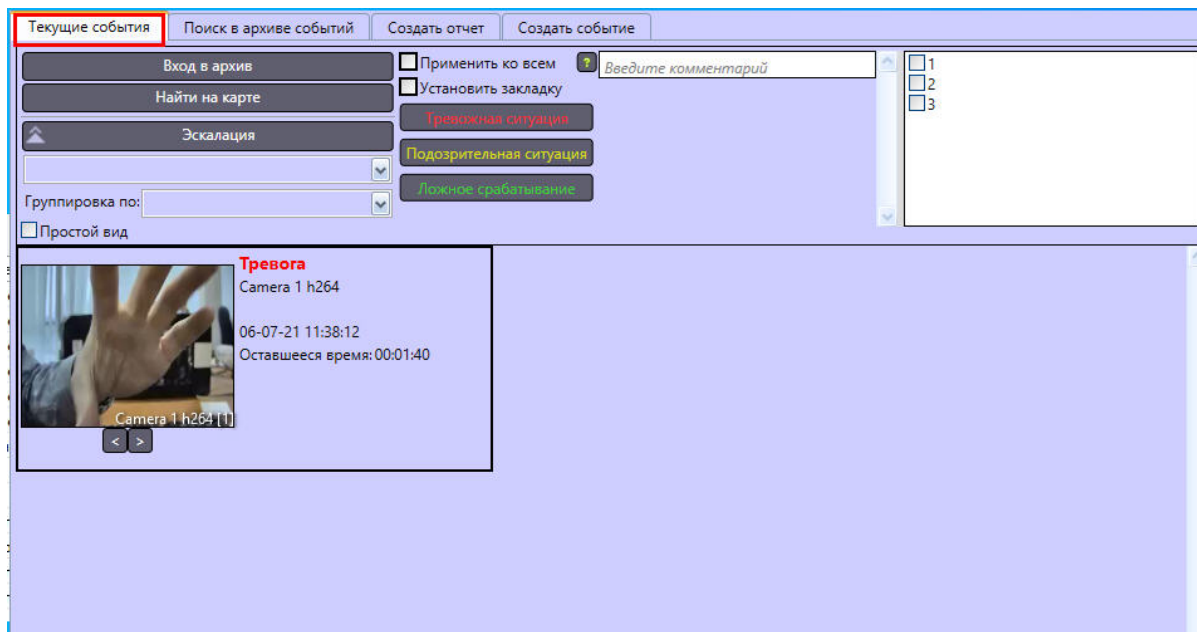 Текущие события
Поиск в архиве событий
Создать отчет
Создать событие
Вход в архив
Найти на карте
Эскалация
Группировка по:
Простой вид
Применить ко всем
?
Установить закладку
Тревожная ситуация
Подозрительная ситуация
Ложное срабатывание
Введите комментарий
1
2
3
Тревога
Camera 1 h264
06-07-21 11:38:12
Оставшееся время: 00:01:40
Camera 1 h264 [1]
< >